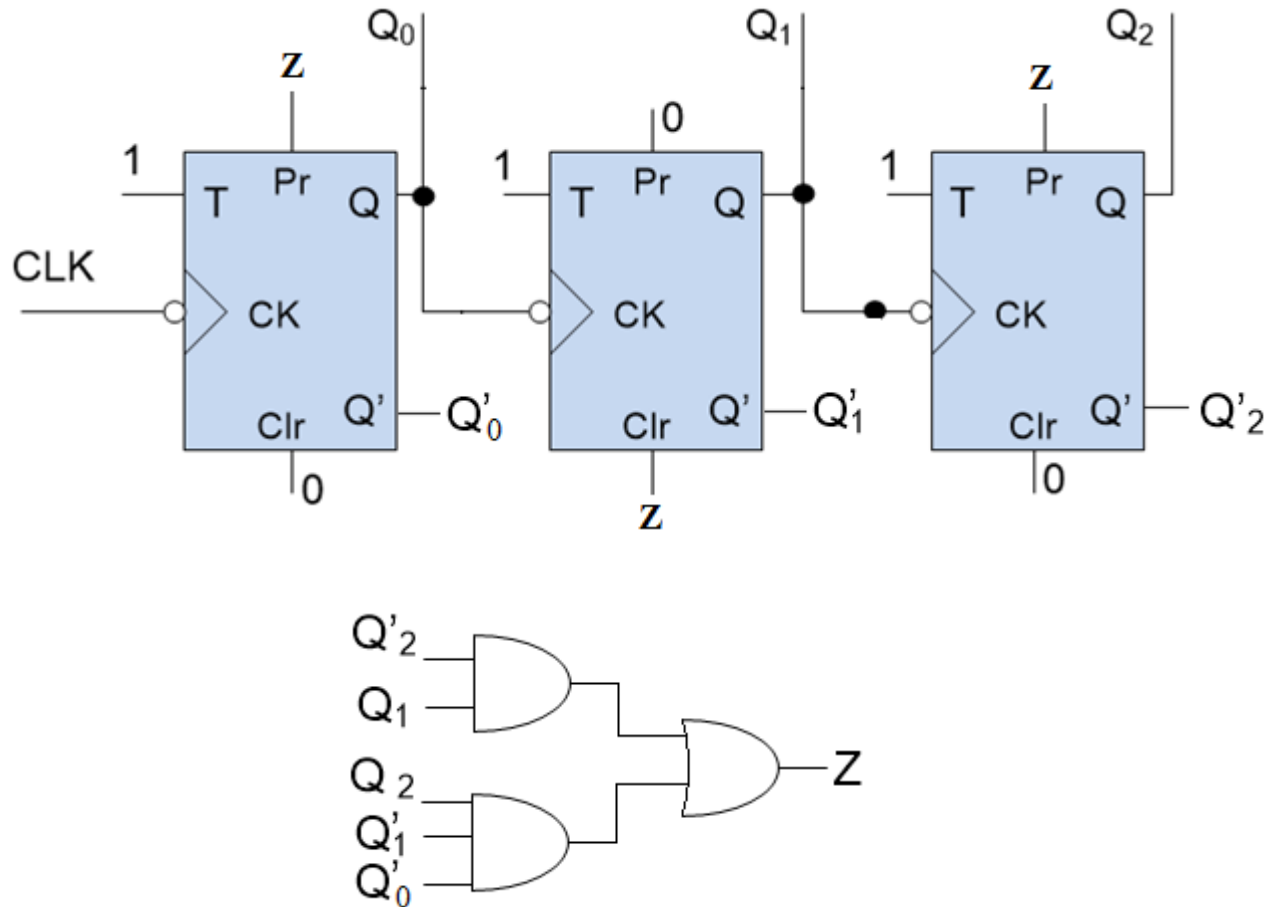 Q0 Q1 Q2
Z 0 Z
1 T Pr Q 1 T Pr Q 1 T Pr Q
CLK CK CK CK
Clr Q' Q'0 Clr Q' Q'1 Clr Q' Q'2
0 Z 0
Q'2
Q1
Q2
Q'1
Q'0
Z